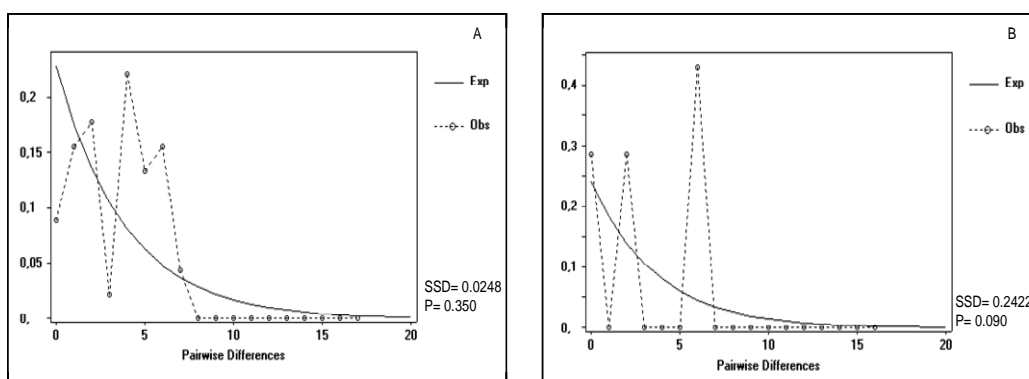 A
0,2
0,15
0,1
0,05
0,
0 5 10 15 20
Pairwise Differences
Exp
Obs
SSD= 0.0248
P= 0.350
B
0,4
0,3
0,2
0,1
0,
0 5 10 15 20
Pairwise Differences
Exp
Obs
SSD= 0.2422
P= 0.090